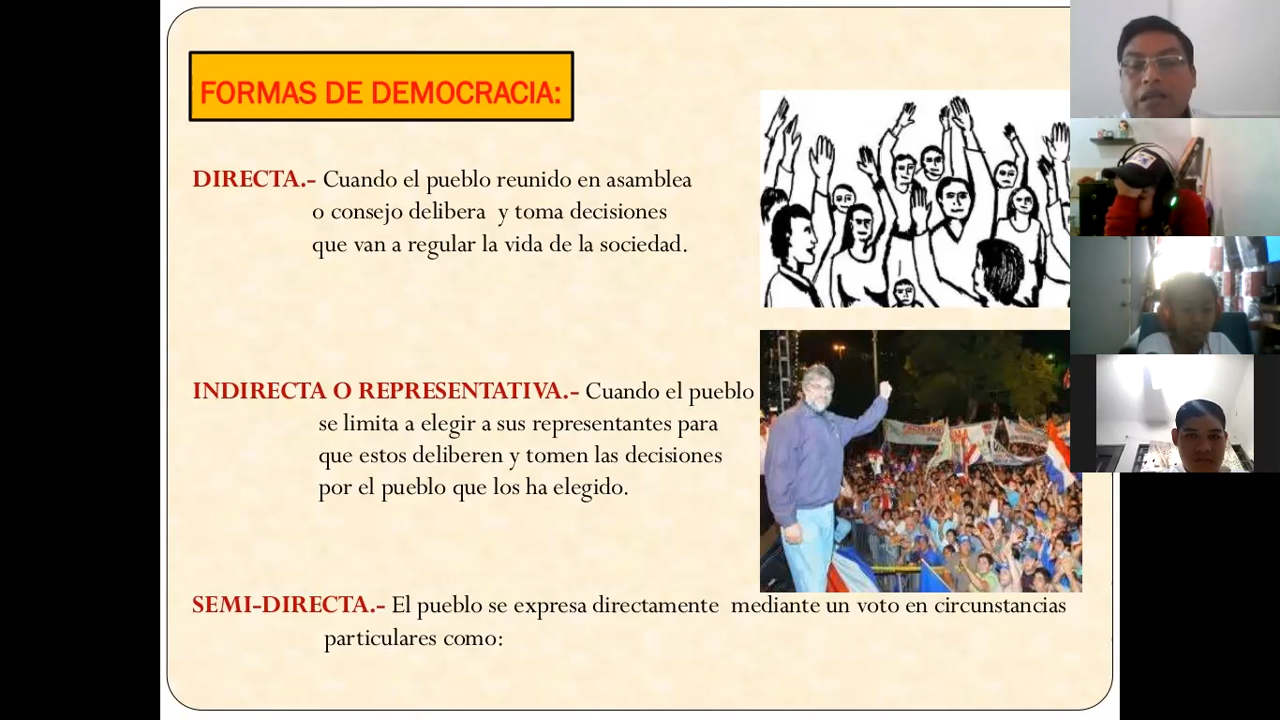 FORMAS DE DEMOCRACIA:
DIRECTA.- Cuando el pueblo reunido en asamblea
o consejo delibera y toma decisiones
que van a regular la vida de la sociedad.
INDIRECTA O REPRESENTATIVA.- Cuando el pueblo
se limita a elegir a sus representantes para
que estos deliberen y tomen las decisiones
por el pueblo que los ha elegido.
SEMI-DIRECTA.- El pueblo se expresa directamente mediante un voto en circunstancias
particulares como: